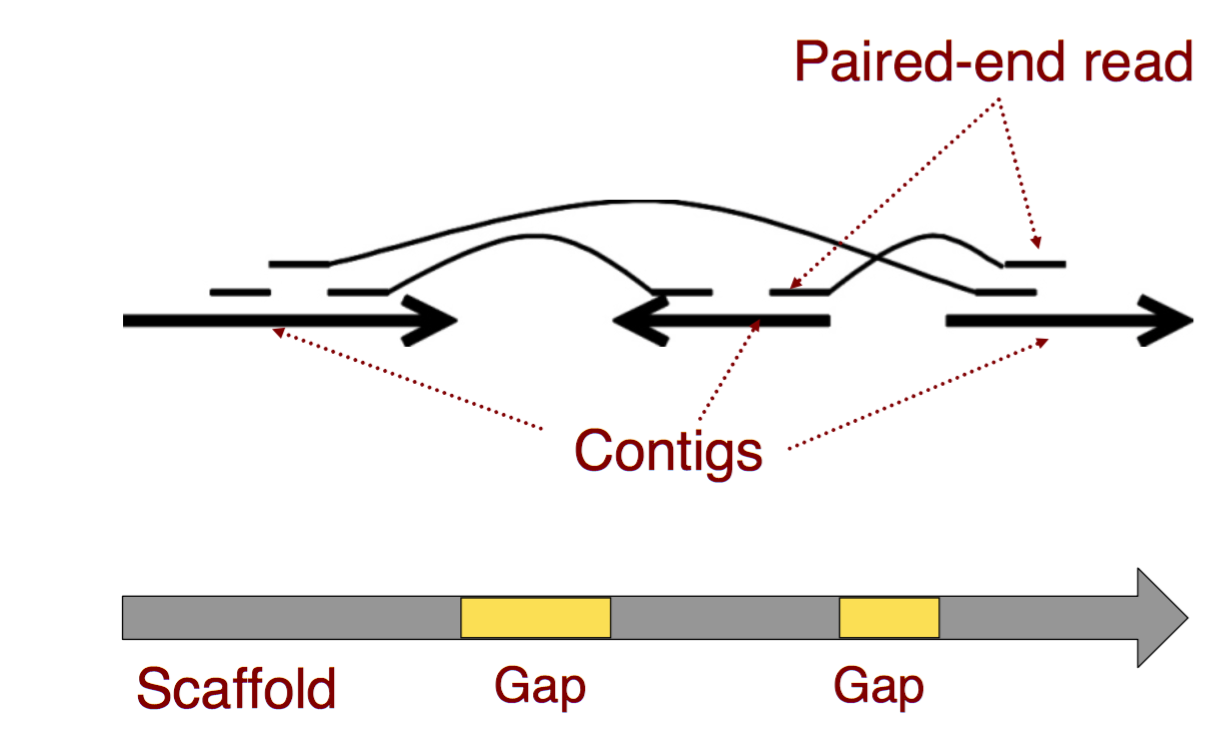 Paired-end read
Contigs
Scaffold
Gap
Gap